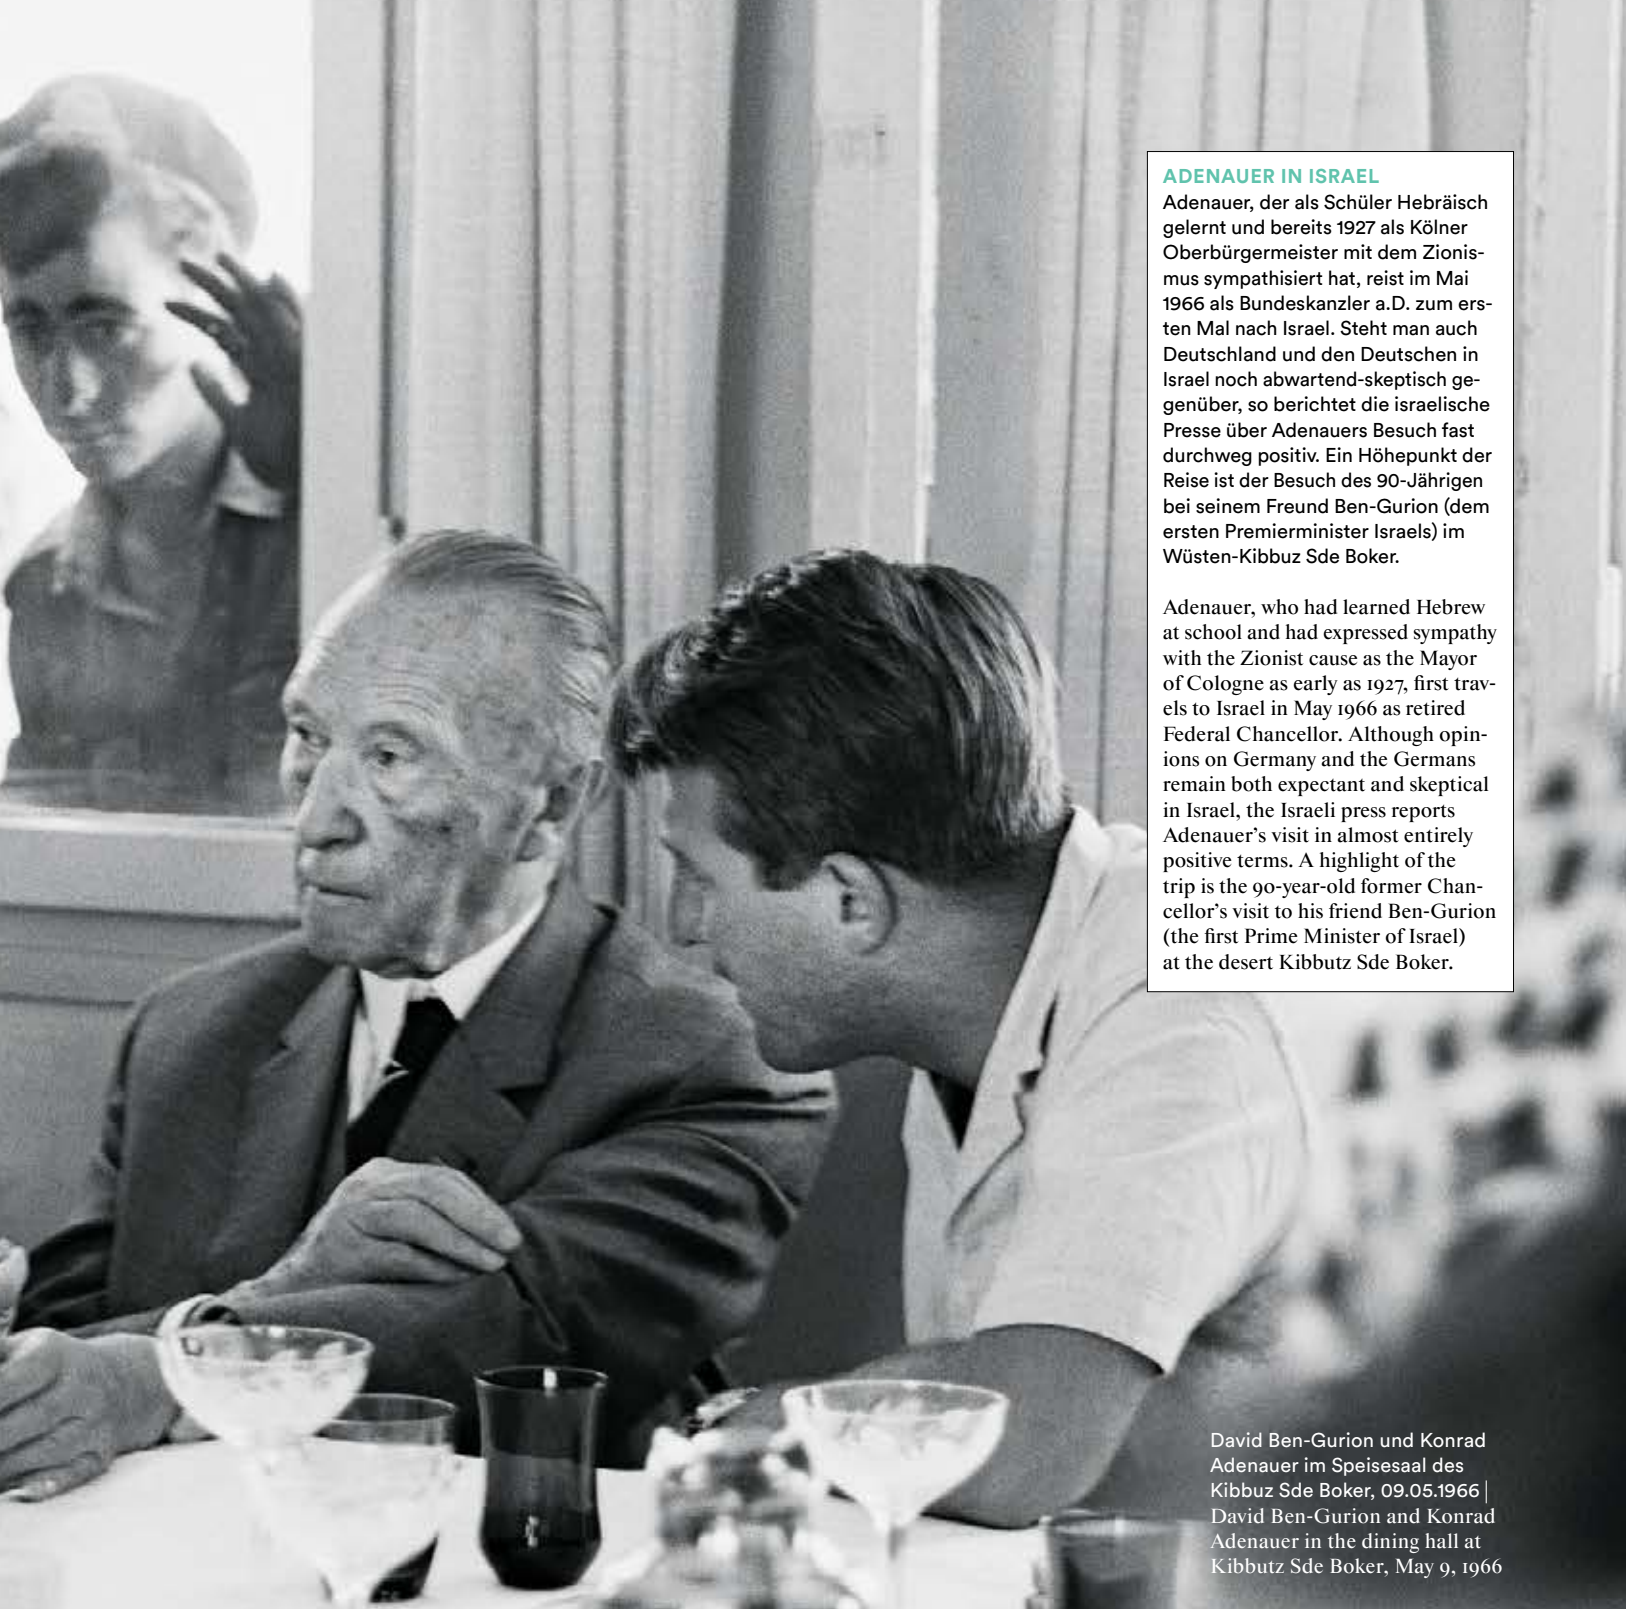 ADENAUER IN ISRAEL
Adenauer, der als Schüler Hebräisch
gelernt und bereits 1927 als Kölner
Oberbürgermeister mit dem Zionis-
mus sympathisiert hat, reist im Mai
1966 als Bundeskanzler a.D. zum ers-
ten Mal nach Israel. Steht man auch
Deutschland und den Deutschen in
Israel noch abwartend-skeptisch ge-
genüber, so berichtet die israelische
Presse über Adenauers Besuch fast
durchweg positiv. Ein Höhepunkt der
Reise ist der Besuch des 90-Jährigen
bei seinem Freund Ben-Gurion (dem
ersten Premierminister Israels) im
Wüsten-Kibbuz Sde Boker.
Adenauer, who had learned Hebrew
at school and had expressed sympathy
with the Zionist cause as the Mayor
of Cologne as early as 1927, first trav-
els to Israel in May 1966 as retired
Federal Chancellor. Although opin-
ions on Germany and the Germans
remain both expectant and skeptical
in Israel, the Israeli press reports
Adenauer’s visit in almost entirely
positive terms. A highlight of the
trip is the 90-year-old former Chan-
cellor’s visit to his friend Ben-Gurion
(the first Prime Minister of Israel)
at the desert Kibbutz Sde Boker.
David Ben-Gurion und Konrad
Adenauer im Speisesaal des
Kibbuz Sde Boker, 09.05.1966 |
David Ben-Gurion and Konrad
Adenauer in the dining hall at
Kibbutz Sde Boker, May 9, 1966